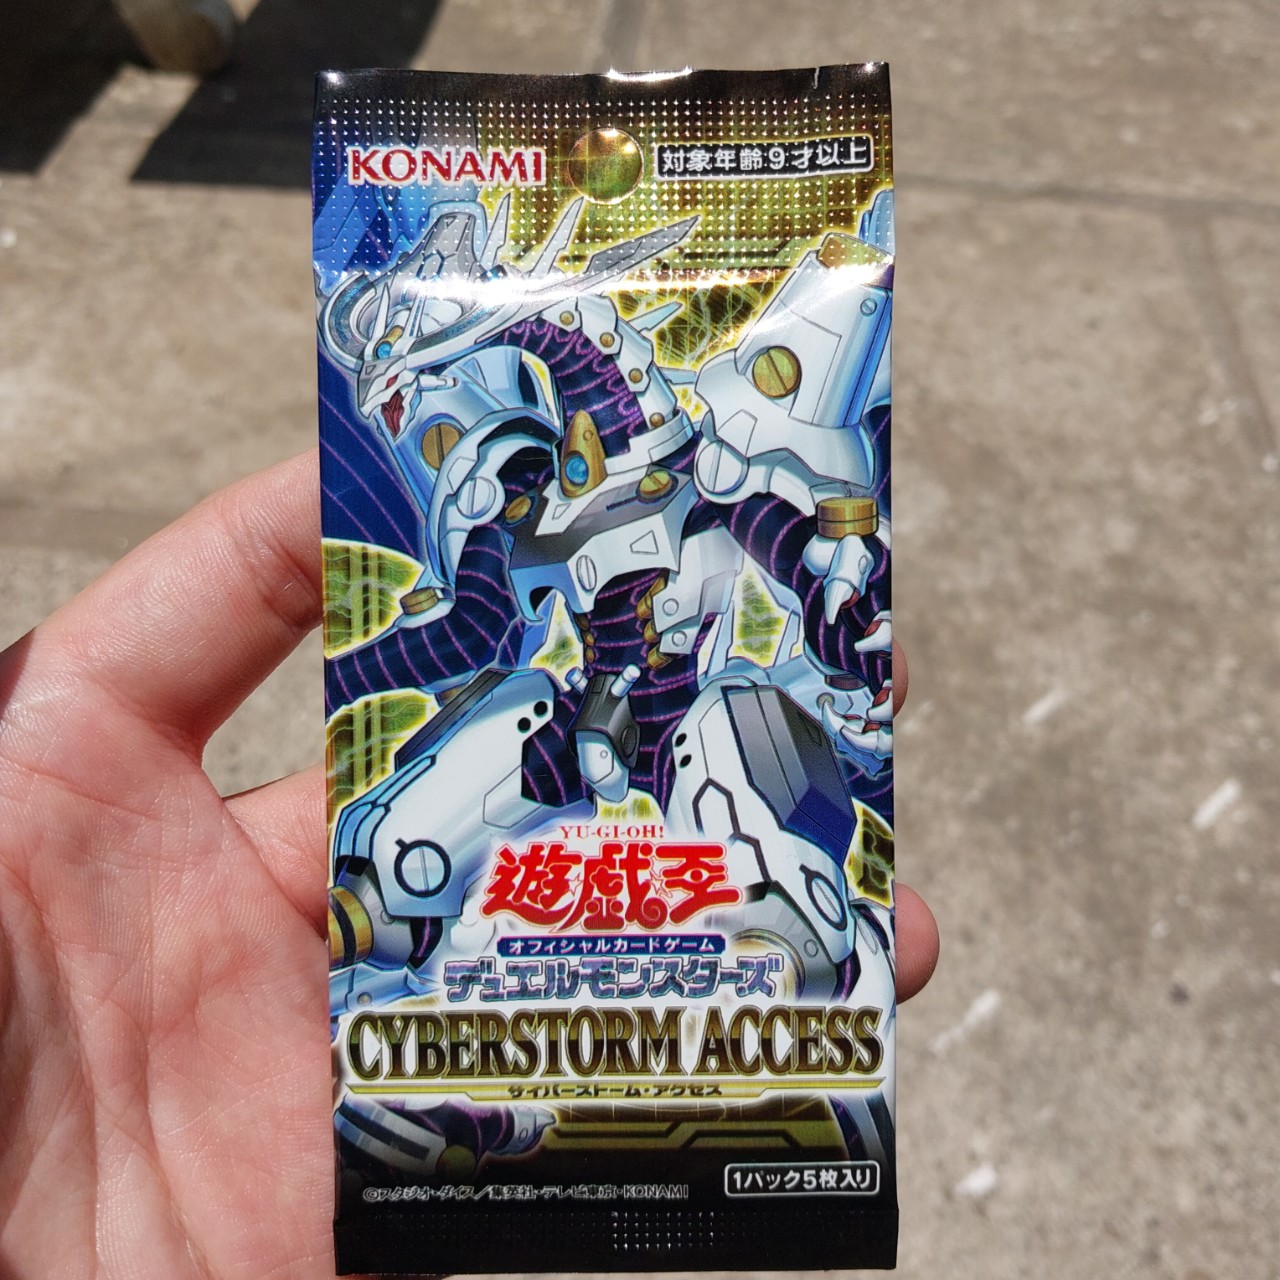 KONAMI
対象年齢:9才以上
YU-GI-OH!
遊戯王
オフィシャルカードゲーム
デュエルモンスターズ
CYBERSTORM ACCESS
サイバーストーム・アクセス
1パック5枚入り
©スタジオ・ダイス/集英社・テレビ東京・KONAMI